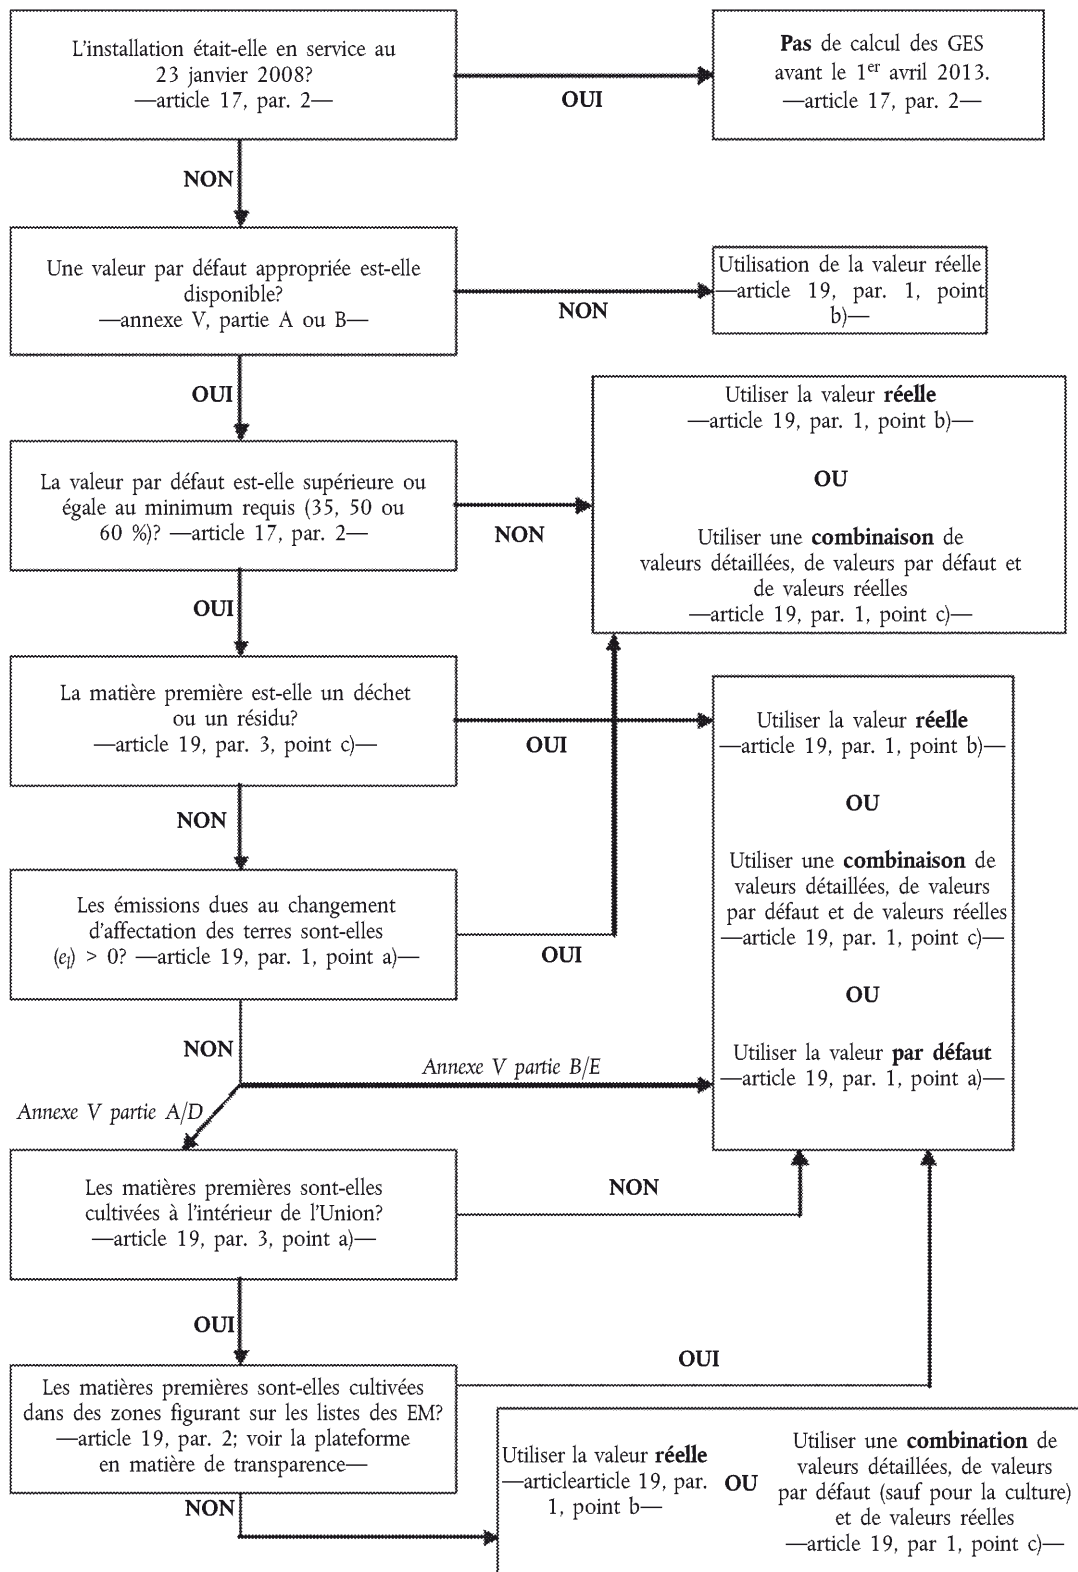 L'installation était-elle en service au
23 janvier 2008?
—article 17, par. 2—
OUI
Pas de calcul des GES
avant le 1er avril 2013.
—article 17, par. 2—
NON
Une valeur par défaut appropriée est-elle
disponible?
—annexe V, partie A ou B—
NON
Utilisation de la valeur réelle
—article 19, par. 1, point
b)—
OUI
La valeur par défaut est-elle supérieure ou
égale au minimum requis (35, 50 ou
60 %)? —article 17, par. 2—
NON
Utiliser la valeur réelle
—article 19, par. 1, point b)—
OU
Utiliser une combinaison de
valeurs détaillées, de valeurs par défaut et
de valeurs réelles
—article 19, par. 1, point c)—
OUI
La matière première est-elle un déchet
ou un résidu?
—article 19, par. 3, point c)—
OUI
Utiliser la valeur réelle
—article 19, par. 1, point b)—
OU
Utiliser une combinaison de
valeurs détaillées, de valeurs
par défaut et de valeurs réelles
—article 19, par. 1, point c)—
OU
Utiliser la valeur par défaut
—article 19, par. 1, point a)—
NON
Les émissions dues au changement
d'affectation des terres sont-elles
(el) > 0? —article 19, par. 1, point a)—
OUI
NON
Annexe V partie B/E
Annexe V partie A/D
Les matières premières sont-elles
cultivées à l'intérieur de l'Union?
—article 19, par. 3, point a)—
NON
OUI
Les matières premières sont-elles cultivées
dans des zones figurant sur les listes des EM?
—article 19, par. 2; voir la plateforme
en matière de transparence—
OUI
NON
Utiliser la valeur réelle
—articlearticle 19, par.
1, point b—
OU
Utiliser une combination de
valeurs détaillées, de valeurs
par défaut (sauf pour la culture)
et de valeurs réelles
—article 19, par 1, point c)—